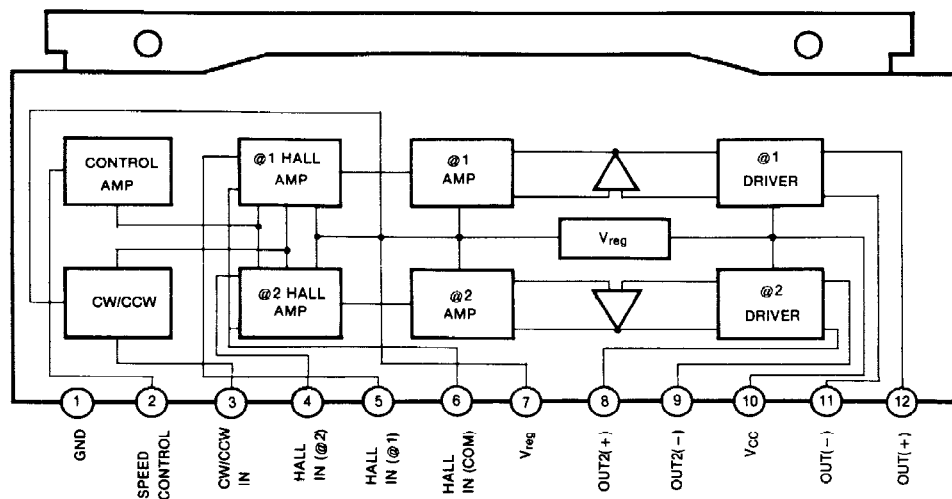 CONTROL
AMP
@1 HALL
AMP
@1
AMP
@1
DRIVER
Vreg
CW/CCW
@2 HALL
AMP
@2
AMP
@2
DRIVER
1
2
3
4
5
6
7
8
9
10
11
12
GND
SPEED
CONTROL
CW/CCW
IN
HALL
IN (@2)
HALL
IN (@1)
HALL
IN (COM)
Vreg
OUT2(+)
OUT2(−)
VCC
OUT(−)
OUT(+)